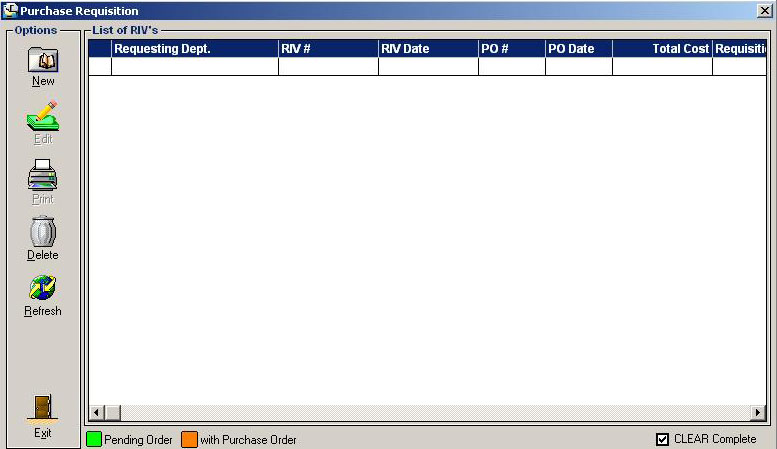 Purchase Requisition
Options
List of RIV's
Requesting Dept. RIV # RIV Date PO # PO Date Total Cost Requisiti
New
Edit
Print
Delete
Refresh
Exit
Pending Order with Purchase Order CLEAR Complete